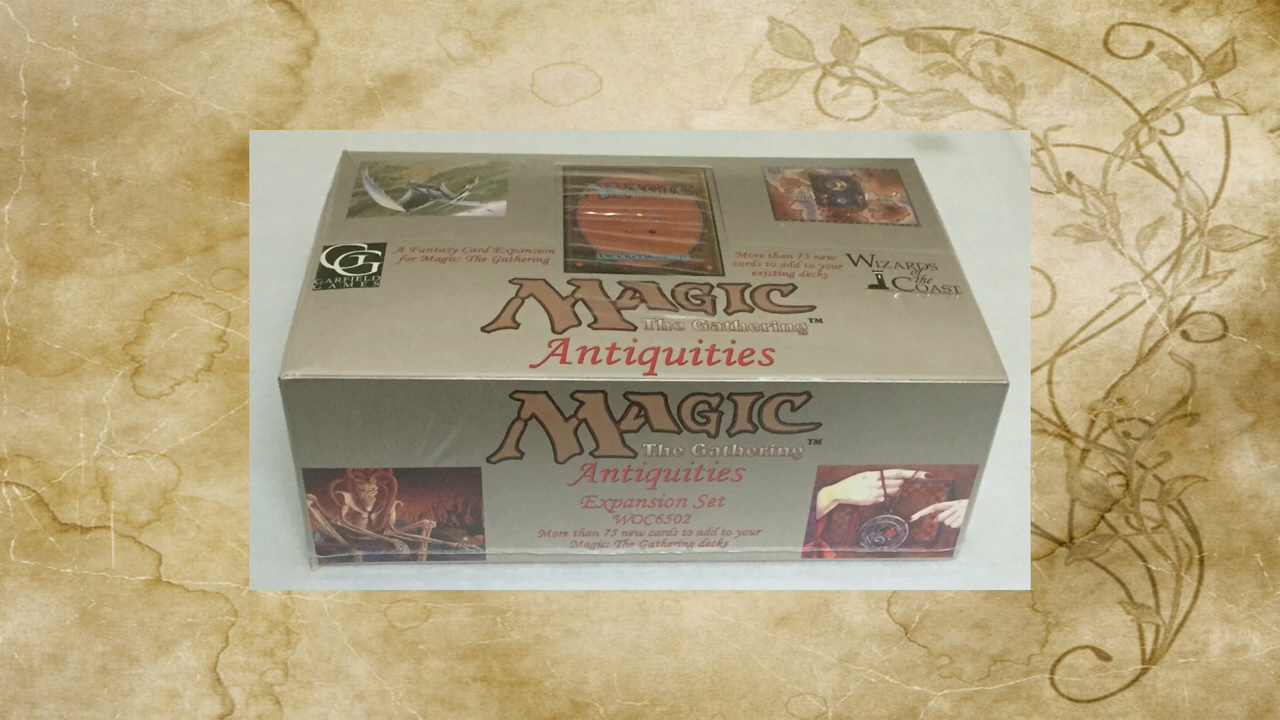 MAGIC
GG
GARFIELD
GAMES
A Fantasy Card Expansion
for Magic: The Gathering
More than 75 new
cards to add to your
existing decks
WIZARDS
of the
COAST
MAGIC
The Gathering™
Antiquities
MAGIC
The Gathering™
Antiquities
Expansion Set
WOC6502
More than 75 new cards to add to your
Magic: The Gathering decks